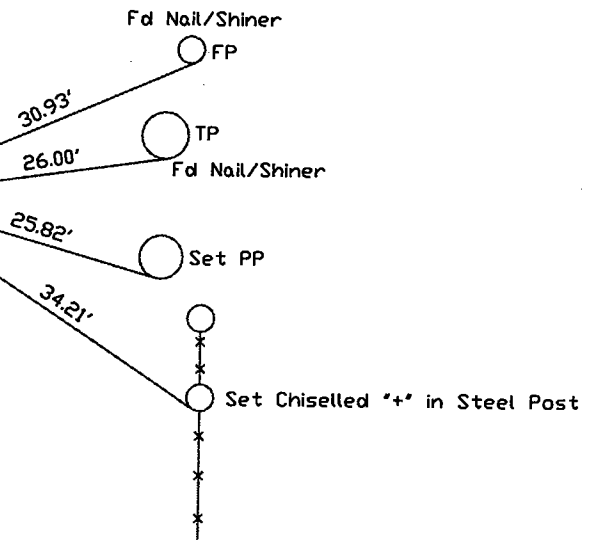 Fd Nail/Shiner
FP
30.93'
TP
26.00'
Fd Nail/Shiner
25.82'
Set PP
34.21'
Set Chiselled "+" in Steel Post